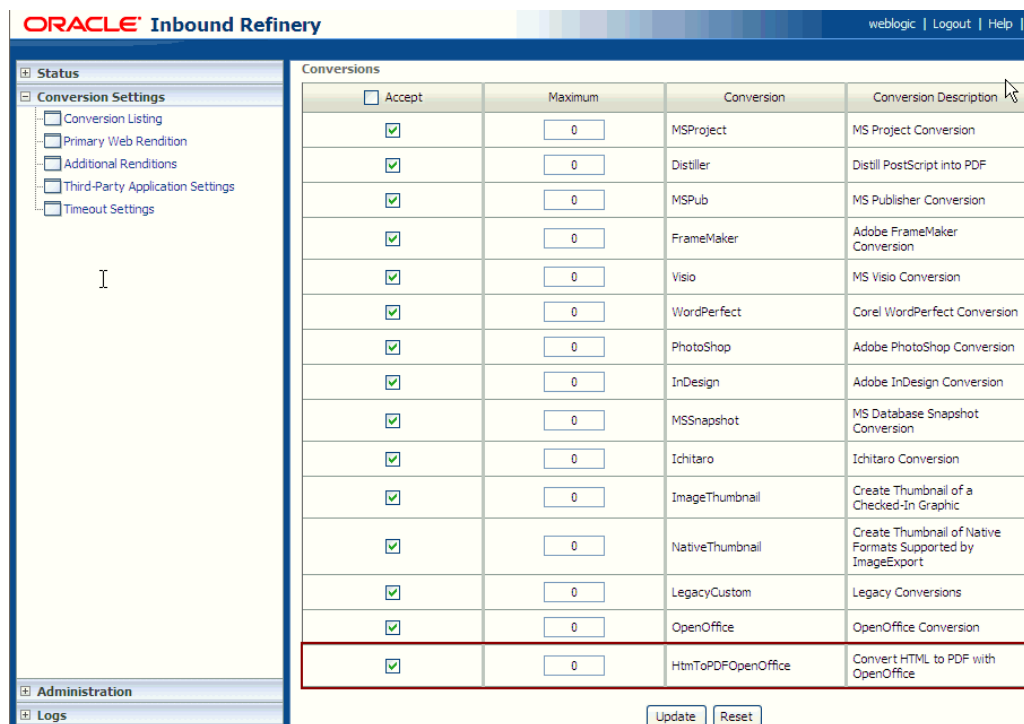 ORACLE Inbound Refinery
weblogic | Logout | Help |
Status
Conversion Settings
Conversion Listing
Primary Web Rendition
Additional Renditions
Third-Party Application Settings
Timeout Settings
Administration
Logs
Conversions
Accept Maximum Conversion Conversion Description
0 MSProject MS Project Conversion
0 Distiller Distill PostScript into PDF
0 MSPub MS Publisher Conversion
0 FrameMaker Adobe FrameMaker
Conversion
0 Visio MS Visio Conversion
0 WordPerfect Corel WordPerfect Conversion
0 PhotoShop Adobe PhotoShop Conversion
0 InDesign Adobe InDesign Conversion
0 MSSnapshot MS Database Snapshot
Conversion
0 Ichitaro Ichitaro Conversion
0 ImageThumbnail Create Thumbnail of a
Checked-In Graphic
0 NativeThumbnail Create Thumbnail of Native
Formats Supported by
ImageExport
0 LegacyCustom Legacy Conversions
0 OpenOffice OpenOffice Conversion
0 HtmToPDFOpenOffice Convert HTML to PDF with
OpenOffice
Update Reset